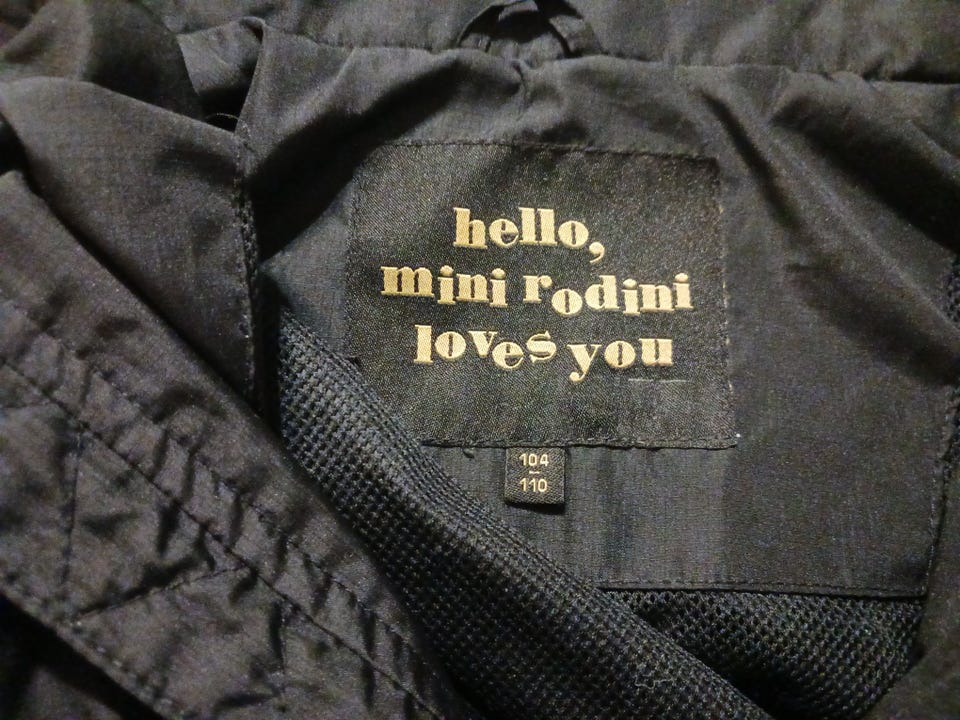 hello,
mini rodini
loves you
104
–
110